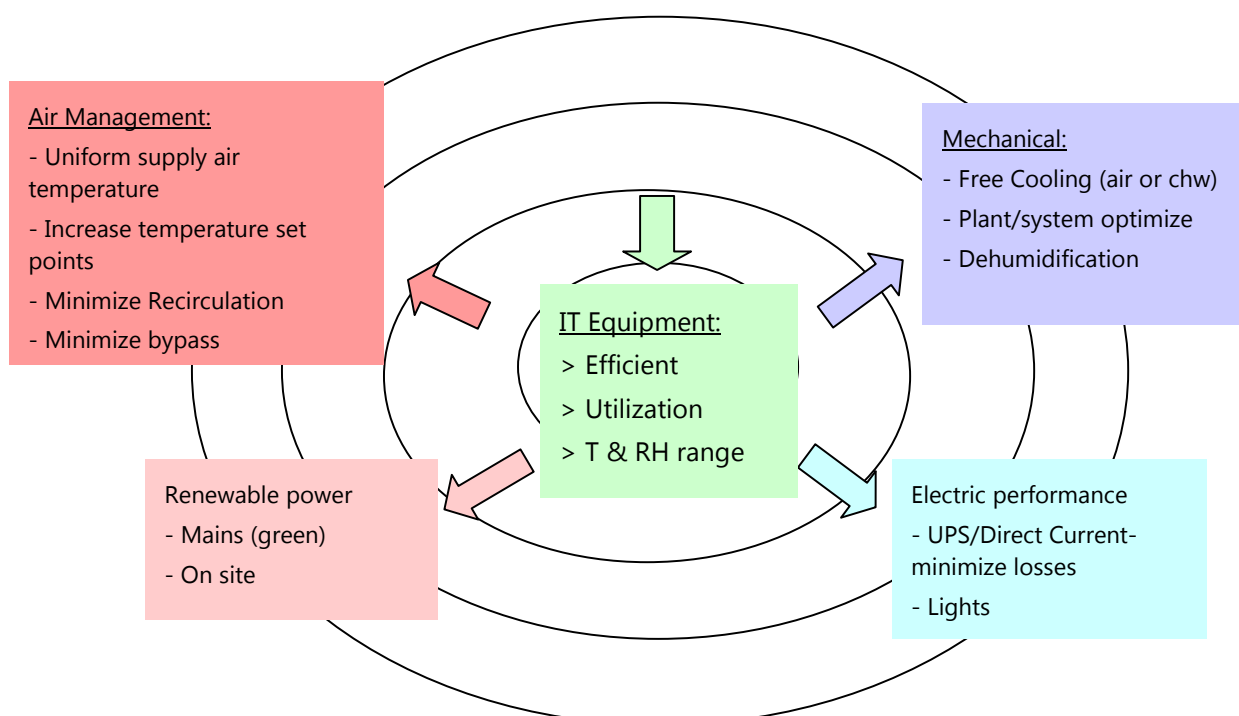 Air Management:
- Uniform supply air
temperature
- Increase temperature set
points
- Minimize Recirculation
- Minimize bypass
Mechanical:
- Free Cooling (air or chw)
- Plant/system optimize
- Dehumidification
IT Equipment:
> Efficient
> Utilization
> T & RH range
Renewable power
- Mains (green)
- On site
Electric performance
- UPS/Direct Current-
minimize losses
- Lights